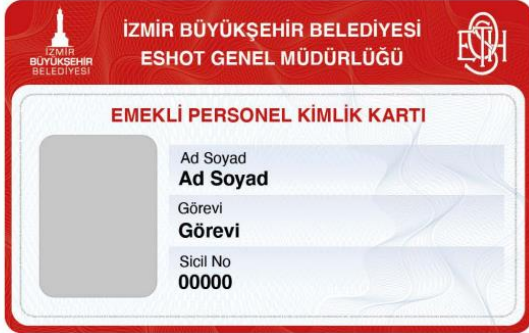 İZMİR
BÜYÜKŞEHİR
BELEDİYESİ
İZMİR BÜYÜKŞEHİR BELEDİYESİ
ESHOT GENEL MÜDÜRLÜĞÜ
ESHOT
EMEKLİ PERSONEL KİMLİK KARTI
Ad Soyad
Ad Soyad
Görevi
Görevi
Sicil No
00000